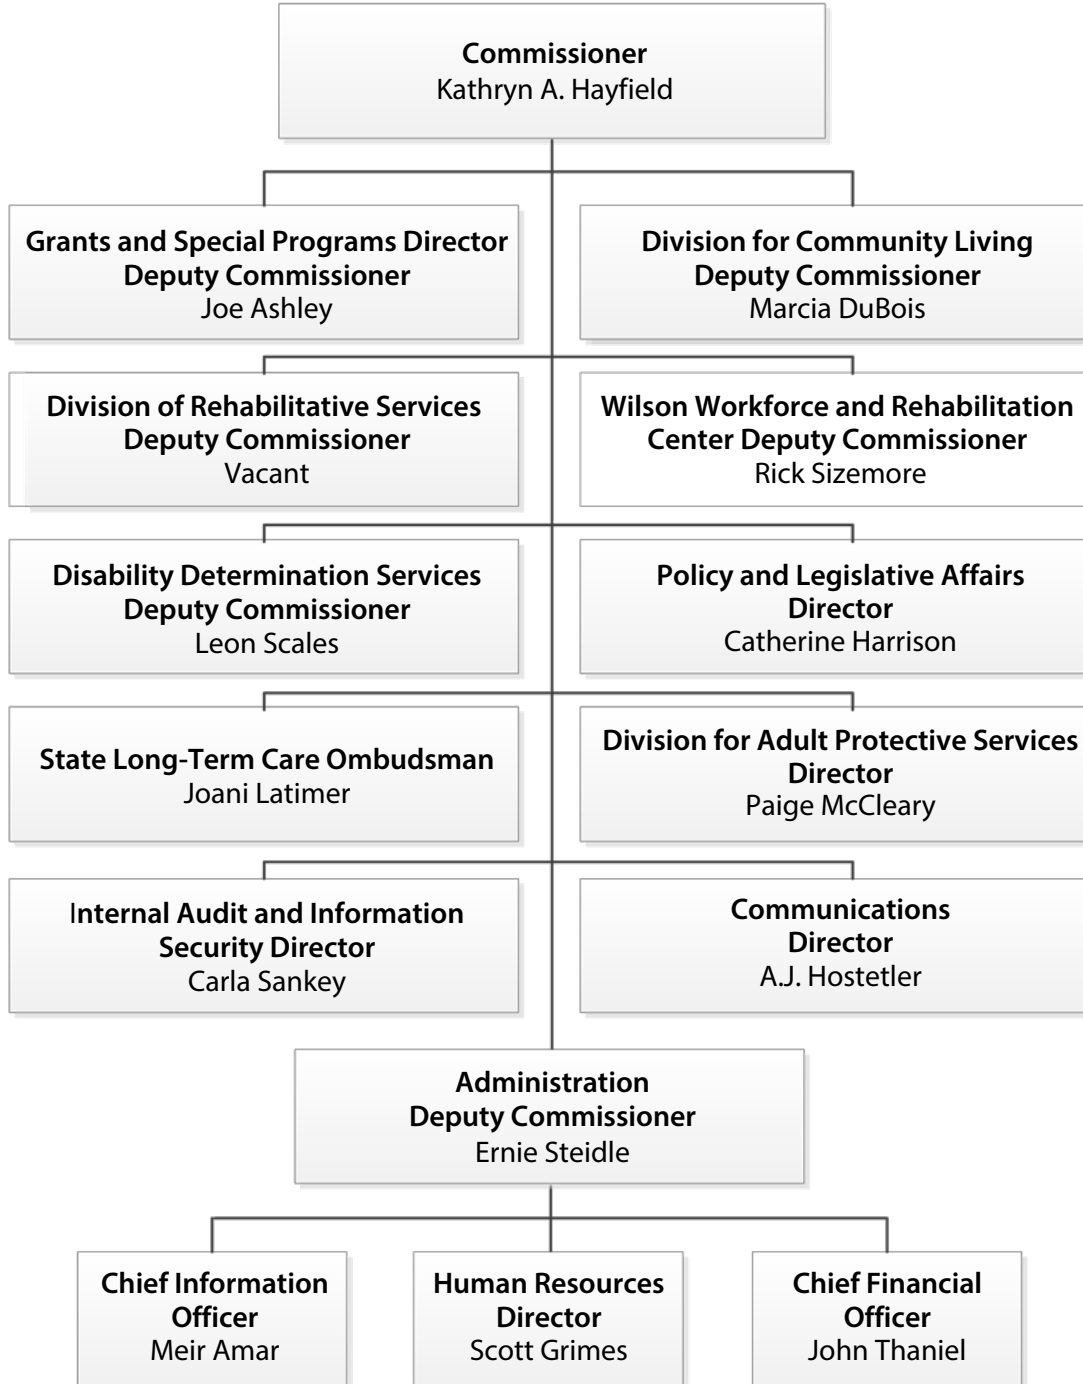 Commissioner
Kathryn A. Hayfield
Grants and Special Programs Director
Deputy Commissioner
Joe Ashley
Division for Community Living
Deputy Commissioner
Marcia DuBois
Division of Rehabilitative Services
Deputy Commissioner
Vacant
Wilson Workforce and Rehabilitation
Center Deputy Commissioner
Rick Sizemore
Disability Determination Services
Deputy Commissioner
Leon Scales
Policy and Legislative Affairs
Director
Catherine Harrison
State Long-Term Care Ombudsman
Joani Latimer
Division for Adult Protective Services
Director
Paige McCleary
Internal Audit and Information
Security Director
Carla Sankey
Communications
Director
A.J. Hostetler
Administration
Deputy Commissioner
Ernie Steidle
Chief Information
Officer
Meir Amar
Human Resources
Director
Scott Grimes
Chief Financial
Officer
John Thaniel